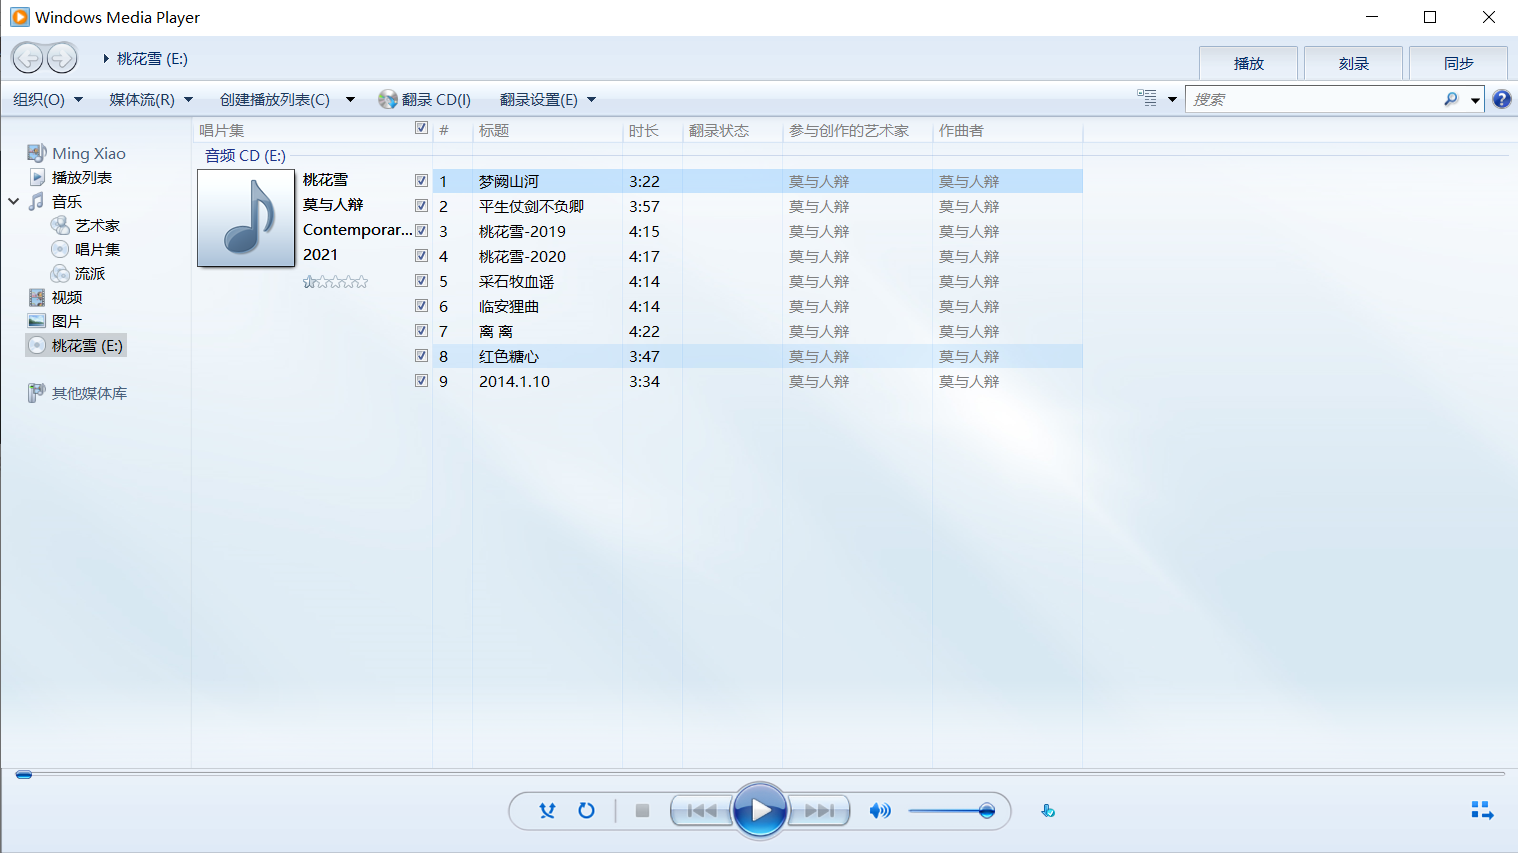 Windows Media Player
桃花雪 (E:)
播放
刻录
同步
组织(O)
媒体流(R)
创建播放列表(C)
翻录 CD(I)
翻录设置(E)
搜索
唱片集
#
标题
时长
翻录状态
参与创作的艺术家
作曲者
Ming Xiao
播放列表
音乐
艺术家
唱片集
流派
视频
图片
桃花雪 (E:)
其他媒体库
音频 CD (E:)
桃花雪
莫与人辩
Contemporar...
2021
1 梦阙山河 3:22 莫与人辩 莫与人辩
2 平生仗剑不负卿 3:57 莫与人辩 莫与人辩
3 桃花雪-2019 4:15 莫与人辩 莫与人辩
4 桃花雪-2020 4:17 莫与人辩 莫与人辩
5 采石牧血谣 4:14 莫与人辩 莫与人辩
6 临安狸曲 4:14 莫与人辩 莫与人辩
7 离 离 4:22 莫与人辩 莫与人辩
8 红色糖心 3:47 莫与人辩 莫与人辩
9 2014.1.10 3:34 莫与人辩 莫与人辩